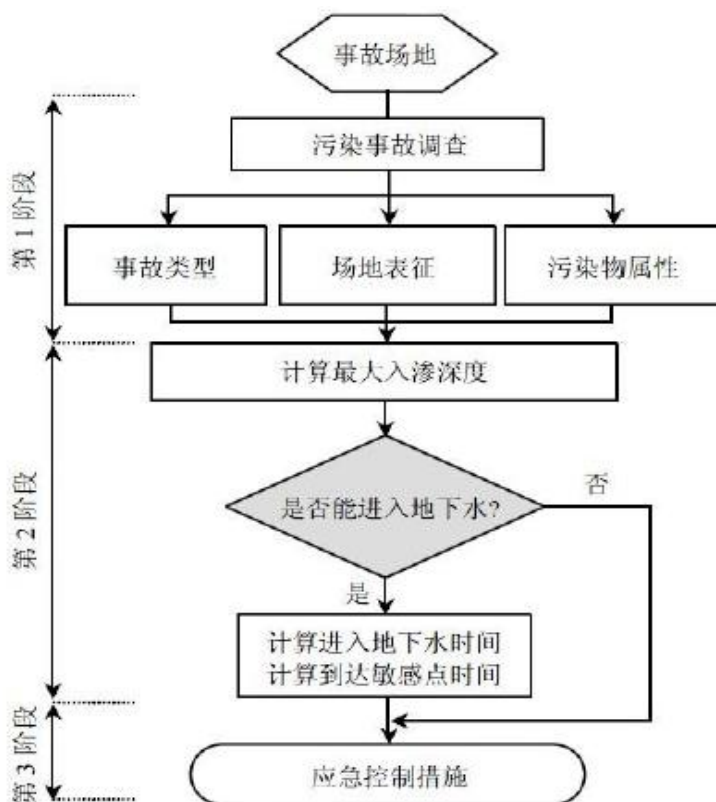 事故场地
第1阶段
污染事故调查
事故类型
场地表征
污染物属性
第2阶段
计算最大入渗深度
是否能进入地下水?
否
是
计算进入地下水时间
计算到达敏感点时间
第3阶段
应急控制措施